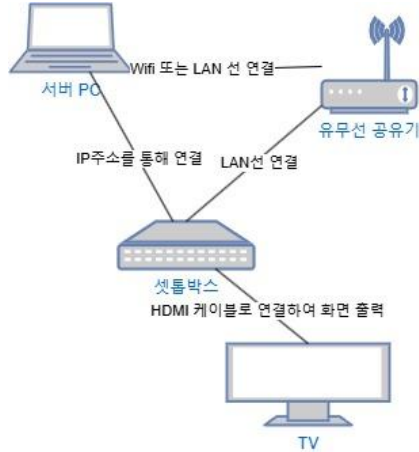 Wifi 또는 LAN 선 연결
서버 PC
유무선 공유기
IP주소를 통해 연결
LAN선 연결
셋톱박스
HDMI 케이블로 연결하여 화면 출력
TV